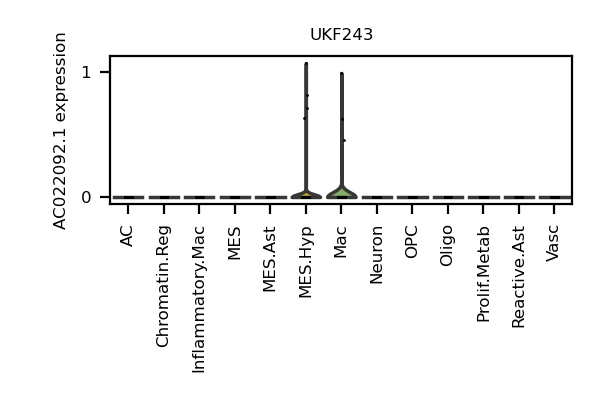 UKF243
AC022092.1 expression
1
0
AC
Chromatin.Reg
Inflammatory.Mac
MES
MES.Ast
MES.Hyp
Mac
Neuron
OPC
Oligo
Prolif.Metab
Reactive.Ast
Vasc